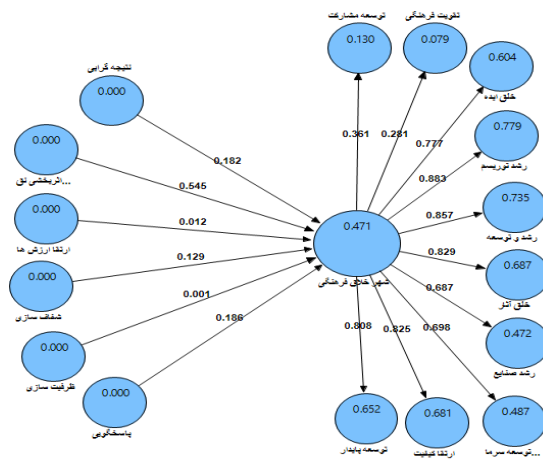 توسعه مشارکت
تقویت فرهنگی
0.130
0.079
0.604
خلق ایده
نتیجه گرایی
0.000
0.361
0.281
0.777
0.779
رشد توریسم
0.182
0.883
0.000
اثربخشی نق...
0.545
0.857
0.735
رشد و توسعه
0.000
ارتقا ارزش ها
0.012
0.471
شهر خلاق فرهنگی
0.829
0.687
خلق آثار
0.000
شفاف سازی
0.129
0.687
0.472
رشد صنایع
0.001
0.186
0.808
0.825
0.698
0.000
ظرفیت سازی
0.000
پاسخگویی
0.652
توسعه پایدار
0.681
ارتقا کیفیت
0.487
توسعه سرما...